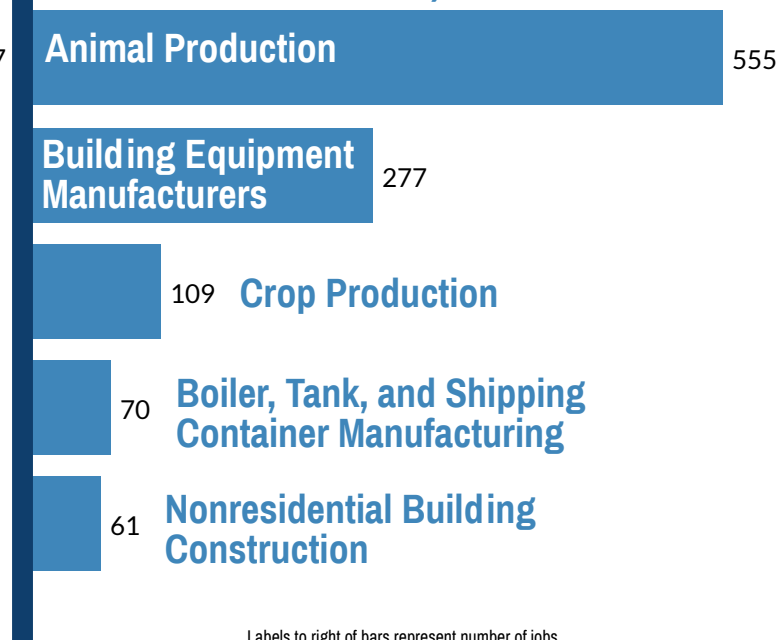 Animal Production
7
555
Building Equipment
Manufacturers
277
109
Crop Production
70
Boiler, Tank, and Shipping
Container Manufacturing
61
Nonresidential Building
Construction
Labels to right of bars represent number of jobs